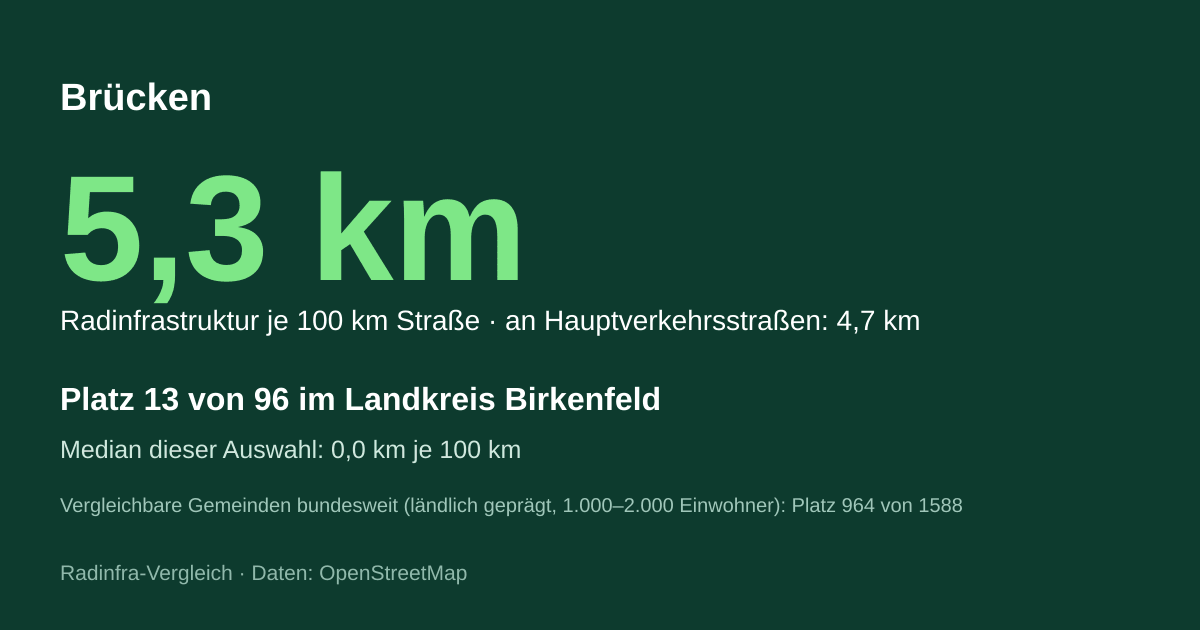 Brücken
5,3 km
Radinfrastruktur je 100 km Straße · an Hauptverkehrsstraßen: 4,7 km
Platz 13 von 96 im Landkreis Birkenfeld
Median dieser Auswahl: 0,0 km je 100 km
Vergleichbare Gemeinden bundesweit (ländlich geprägt, 1.000–2.000 Einwohner): Platz 964 von 1588
Radinfra-Vergleich · Daten: OpenStreetMap